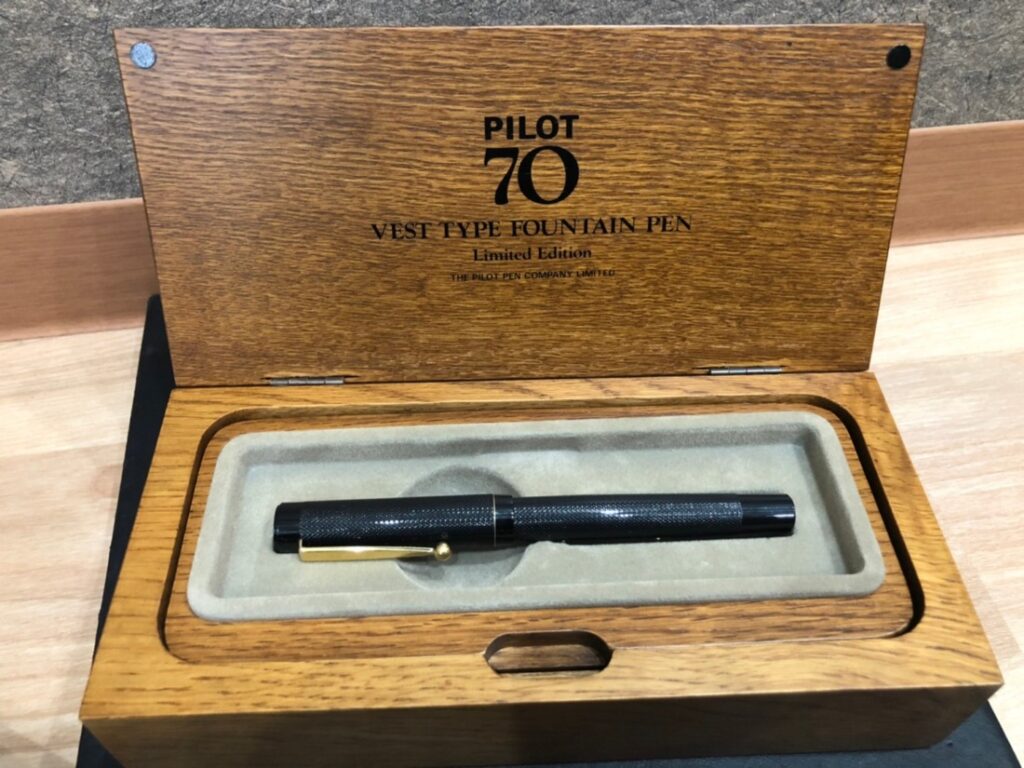 PILOT
70
VEST TYPE FOUNTAIN PEN
Limited Edition
THE PILOT PEN COMPANY LIMITED